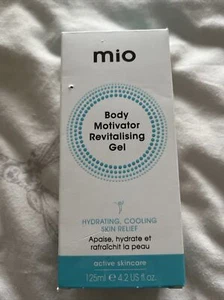 mio
Body
Motivator
Revitalising
Gel
HYDRATING, COOLING
SKIN RELIEF
Apaise, hydrate et
rafraîchit la peau
active skincare
125ml e 4.2 US fl. oz.